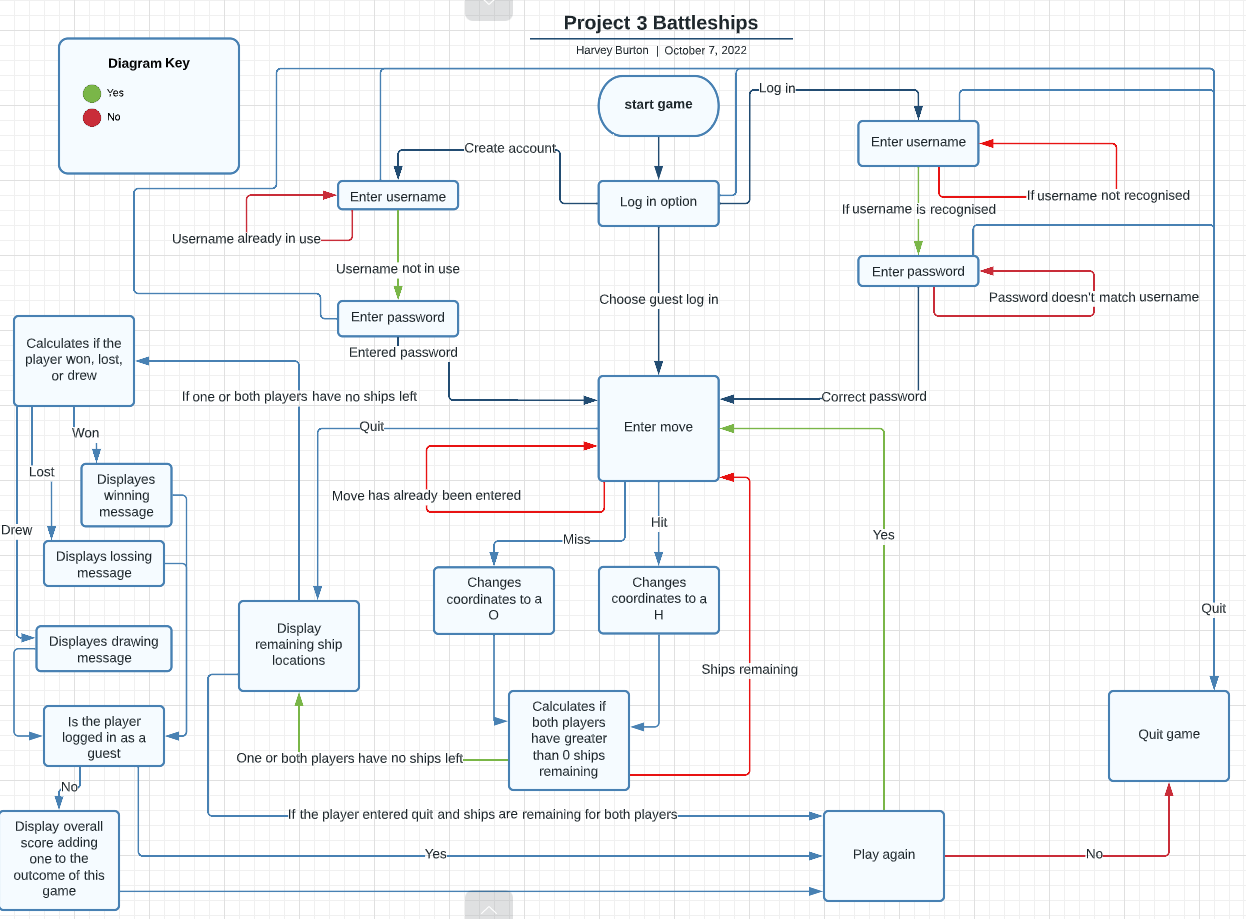 Project 3 Battleships
Harvey Burton | October 7, 2022
Diagram Key
Yes
No
start game
Log in
Enter username
Create account
Log in option
Enter username
If username not recognised
If username is recognised
Username already in use
Username not in use
Enter password
Password doesn't match username
Choose guest log in
Enter password
Entered password
Calculates if the
player won, lost,
or drew
If one or both players have no ships left
Correct password
Enter move
Quit
Won
Lost
Drew
Displayes
winning
message
Move has already been entered
Hit
Miss
Yes
Displays lossing
message
Changes
coordinates to a
O
Changes
coordinates to a
H
Quit
Displayes drawing
message
Display
remaining ship
locations
Ships remaining
Is the player
logged in as a
guest
Calculates if
both players
have greater
than 0 ships
remaining
Quit game
One or both players have no ships left
No
If the player entered quit and ships are remaining for both players
Display overall
score adding
one to the
outcome of this
game
Yes
Play again
No